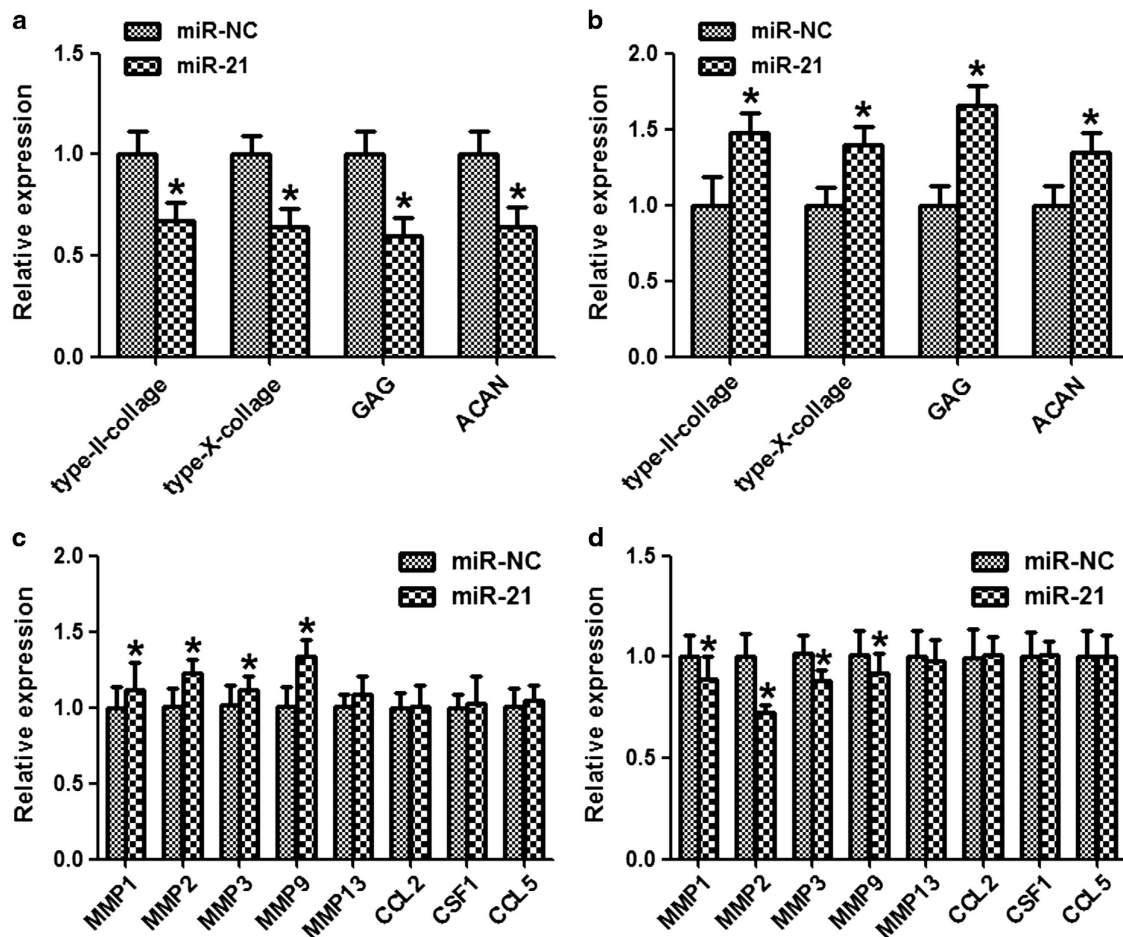 a
miR-NC
miR-21
Relative expression
1.5
1.0
0.5
0.0
*
*
*
*
type-II-collage
type-X-collage
GAG
ACAN
b
miR-NC
miR-21
Relative expression
2.0
1.5
1.0
0.5
0.0
*
*
*
*
type-II-collage
type-X-collage
GAG
ACAN
c
miR-NC
miR-21
Relative expression
2.0
1.5
1.0
0.5
0.0
*
*
*
*
MMP1
MMP2
MMP3
MMP9
MMP13
CCL2
CSF1
CCL5
d
miR-NC
miR-21
Relative expression
1.5
1.0
0.5
0.0
*
*
*
*
MMP1
MMP2
MMP3
MMP9
MMP13
CCL2
CSF1
CCL5